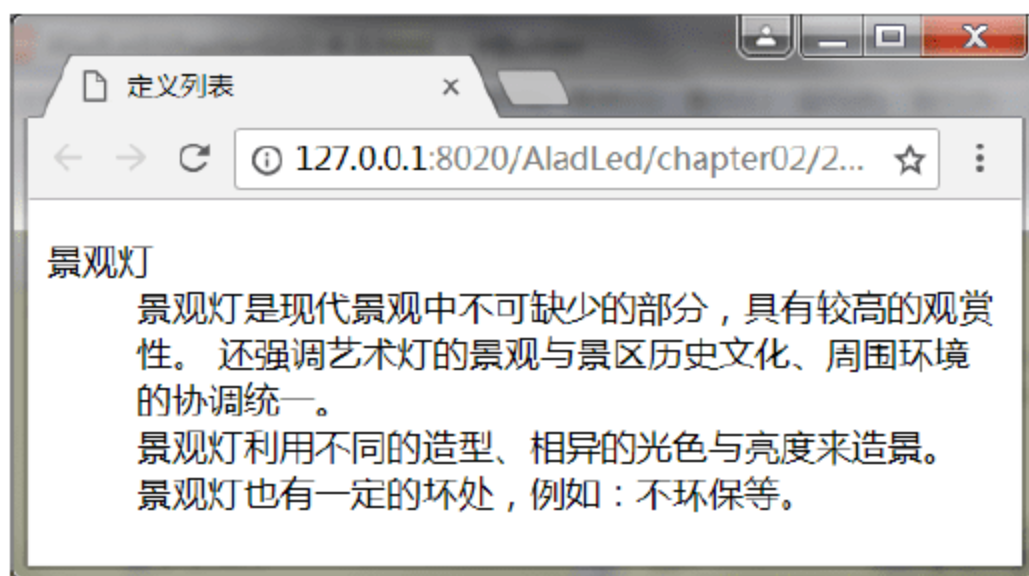 定义列表
127.0.0.1:8020/AladLed/chapter02/2...
景观灯
景观灯是现代景观中不可缺少的部分，具有较高的观赏
性。 还强调艺术灯的景观与景区历史文化、周围环境
的协调统一。
景观灯利用不同的造型、相异的光色与亮度来造景。
景观灯也有一定的坏处，例如：不环保等。